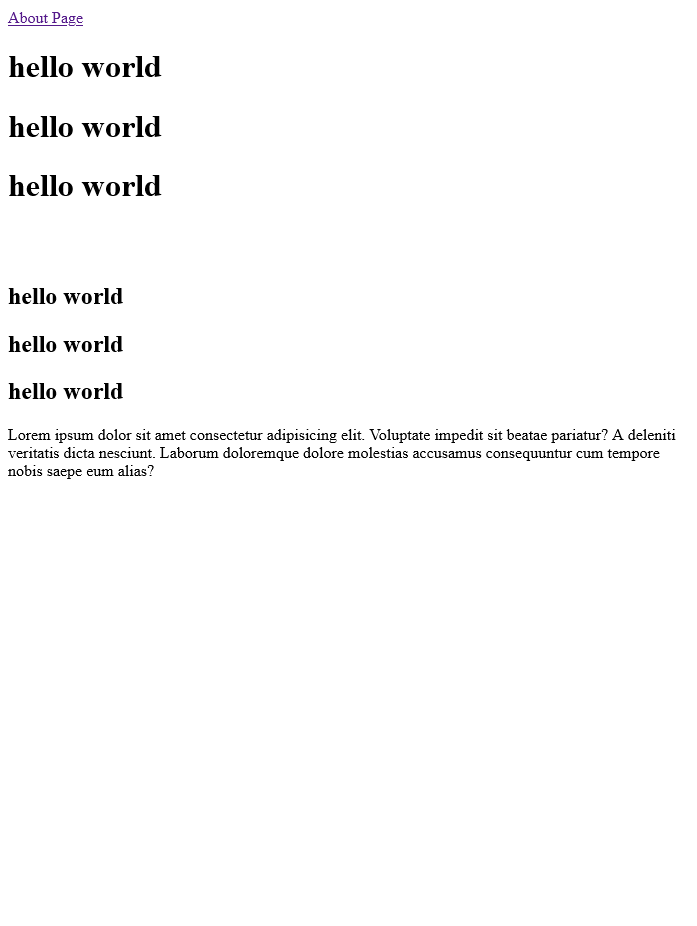 About Page
hello world
hello world
hello world
hello world
hello world
hello world
Lorem ipsum dolor sit amet consectetur adipisicing elit. Voluptate impedit sit beatae pariatur? A deleniti
veritatis dicta nesciunt. Laborum doloremque dolore molestias accusamus consequuntur cum tempore
nobis saepe eum alias?